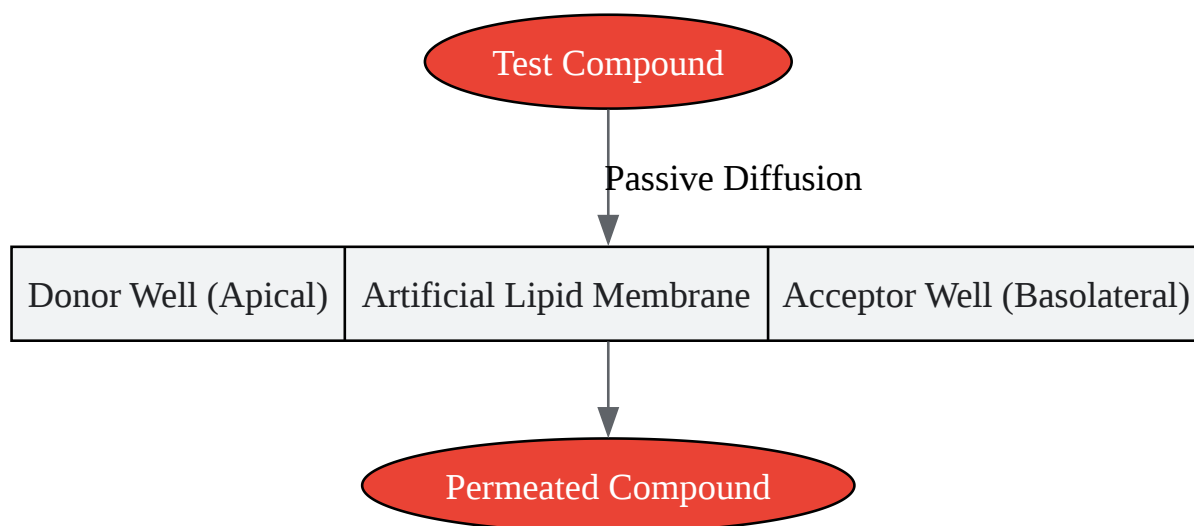 Test Compound
Passive Diffusion
Donor Well (Apical)
Artificial Lipid Membrane
Acceptor Well (Basolateral)
Permeated Compound